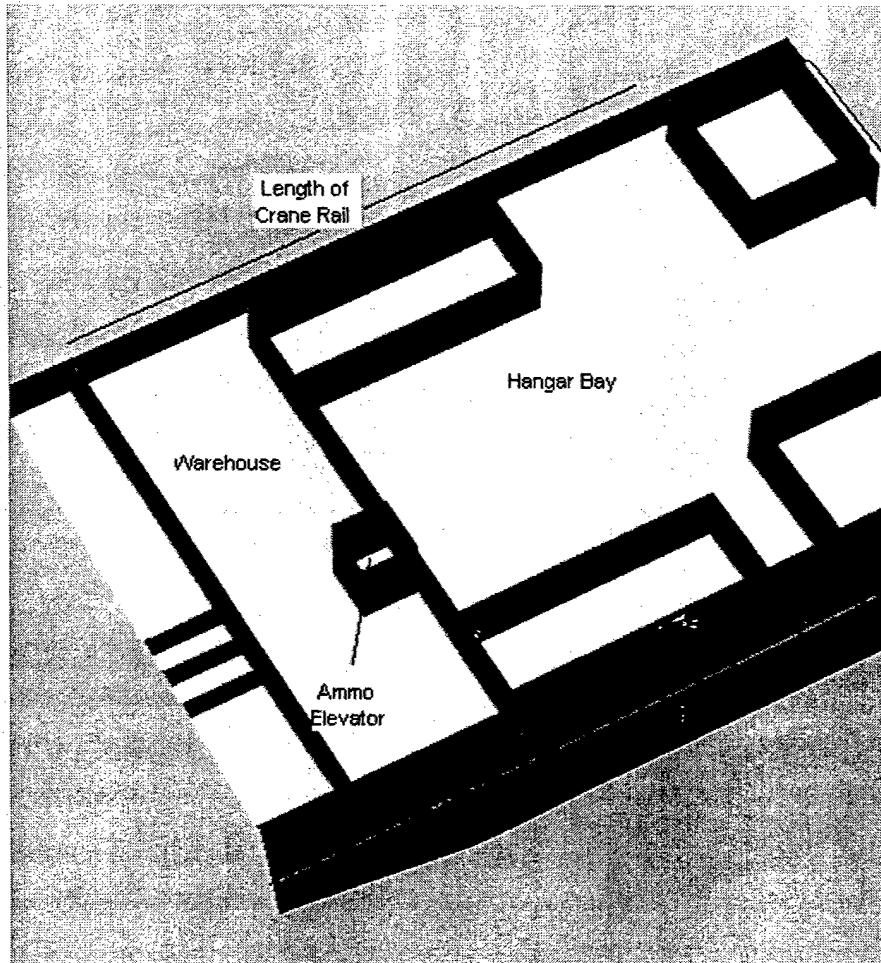 Length of
Crane Rail
Hangar Bay
Warehouse
Ammo
Elevator